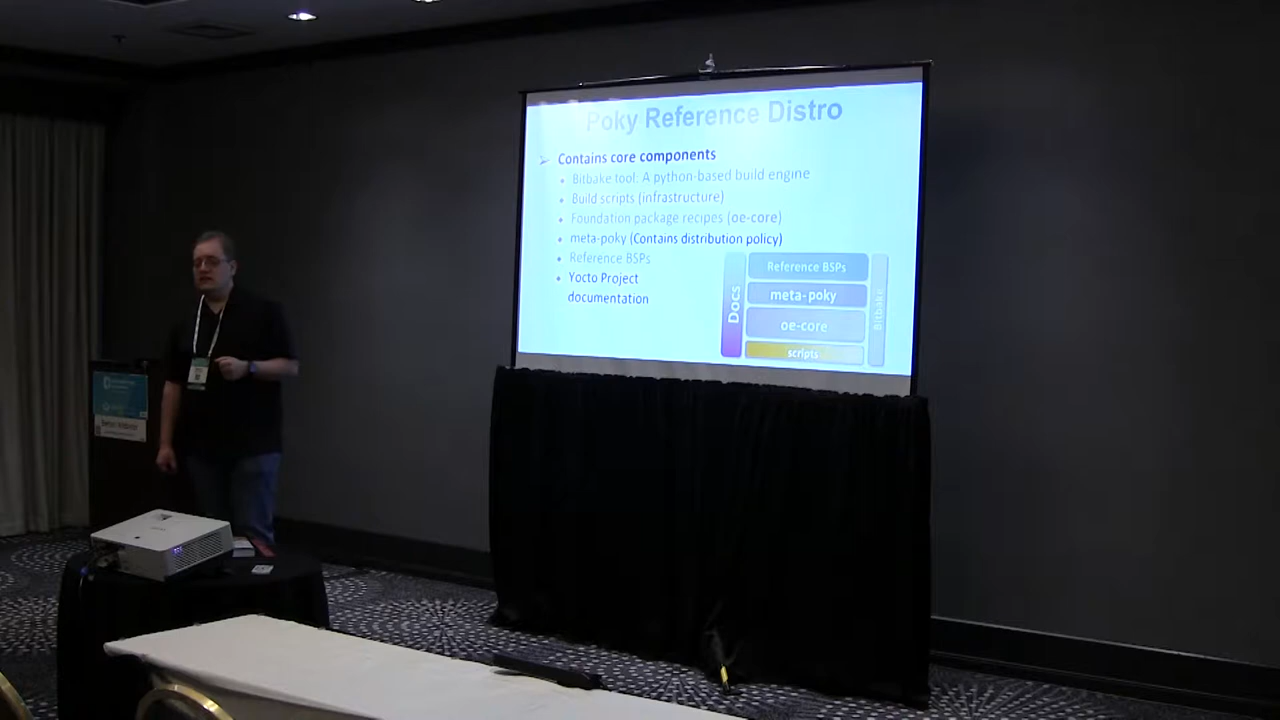 Poky Reference Distro
Contains core components
Bitbake tool: A python-based build engine
Build scripts (infrastructure)
Foundation package recipes (oe-core)
meta-poky (Contains distribution policy)
Reference BSPs
Yocto Project
documentation
Docs
Reference BSPs
meta-poky
oe-core
scripts
Bitbake